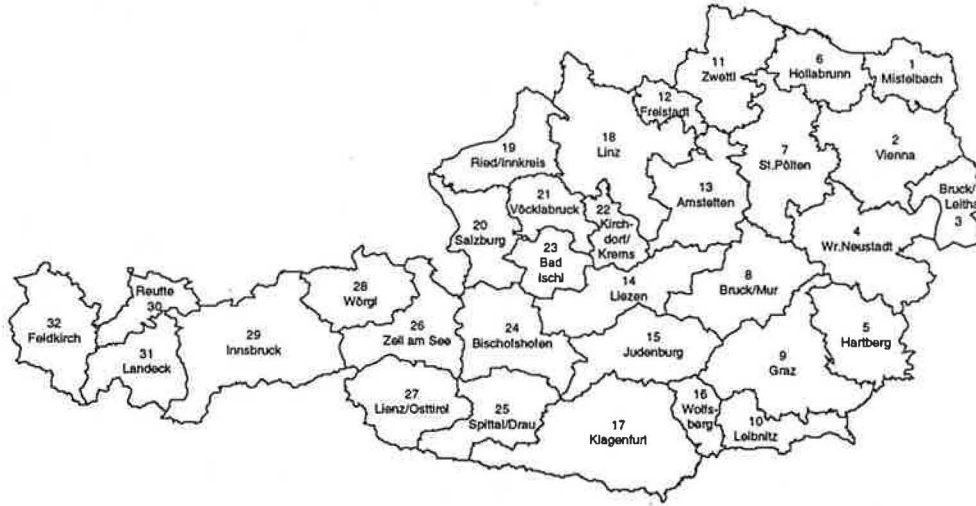 11
Zwettl
6
Hollabrunn
1
Mistelbach
12
Freistadt
18
Linz
2
Vienna
7
St.Pölten
19
Ried/Innkreis
13
Amstetten
21
Vöcklabruck
22
Kirch-
dorf/
Krems
Bruck/
Leitha
3
20
Salzburg
4
Wr.Neustadt
23
Bad
Ischl
14
Liezen
8
Bruck/Mur
28
Wörgl
Reutte
30
32
Feldkirch
29
Innsbruck
26
Zell am See
24
Bischofshofen
5
Hartberg
15
Judenburg
9
Graz
31
Landeck
27
Lienz/Osttirol
25
Spittal/Drau
16
Wolfs-
berg
17
Klagenfurt
10
Leibnitz